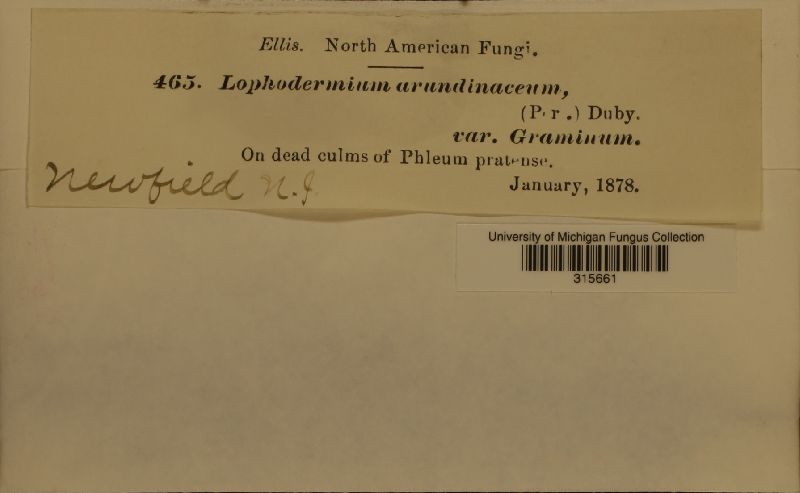 Ellis. North American Fungi.
465. Lophodermium arundinaceum,
(P r .) Duby.
var. Graminum.
On dead culms of Phleum pratense.
Newfield N.J.
January, 1878.
University of Michigan Fungus Collection
315661